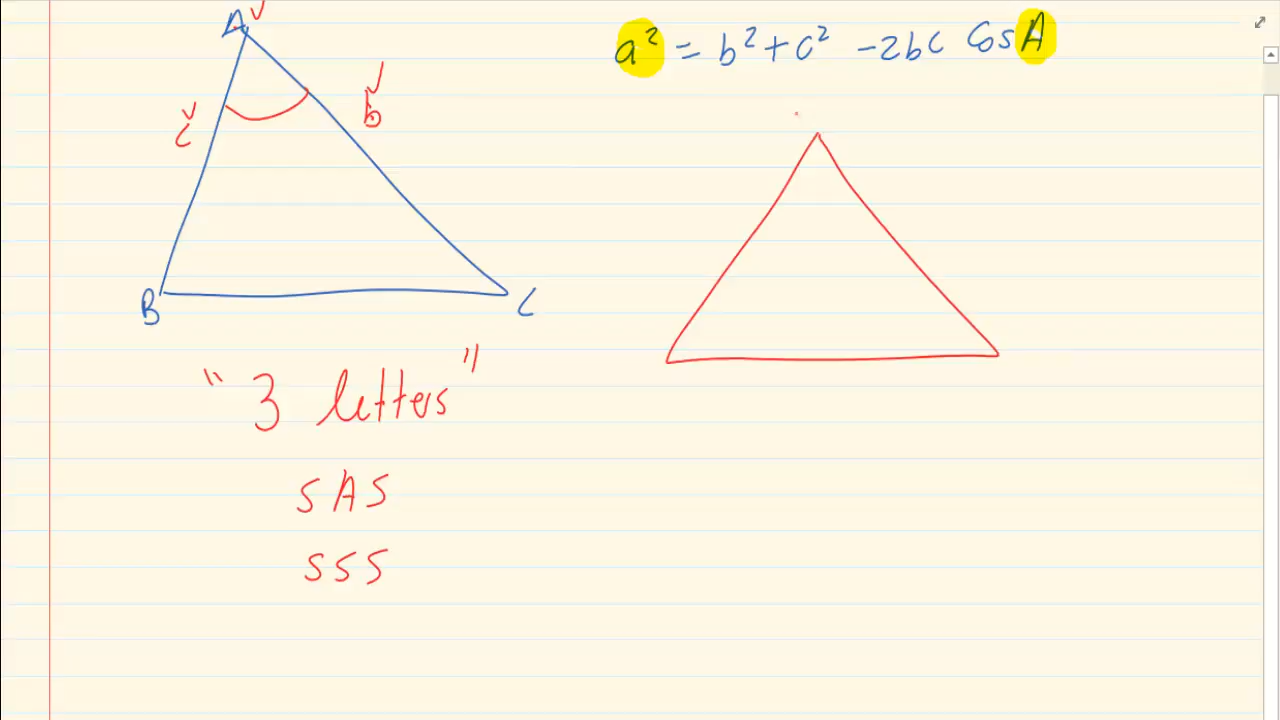 A
c
b
B
C
a² = b² + c² - 2bc Cos A
" 3 letters "
SAS
SSS